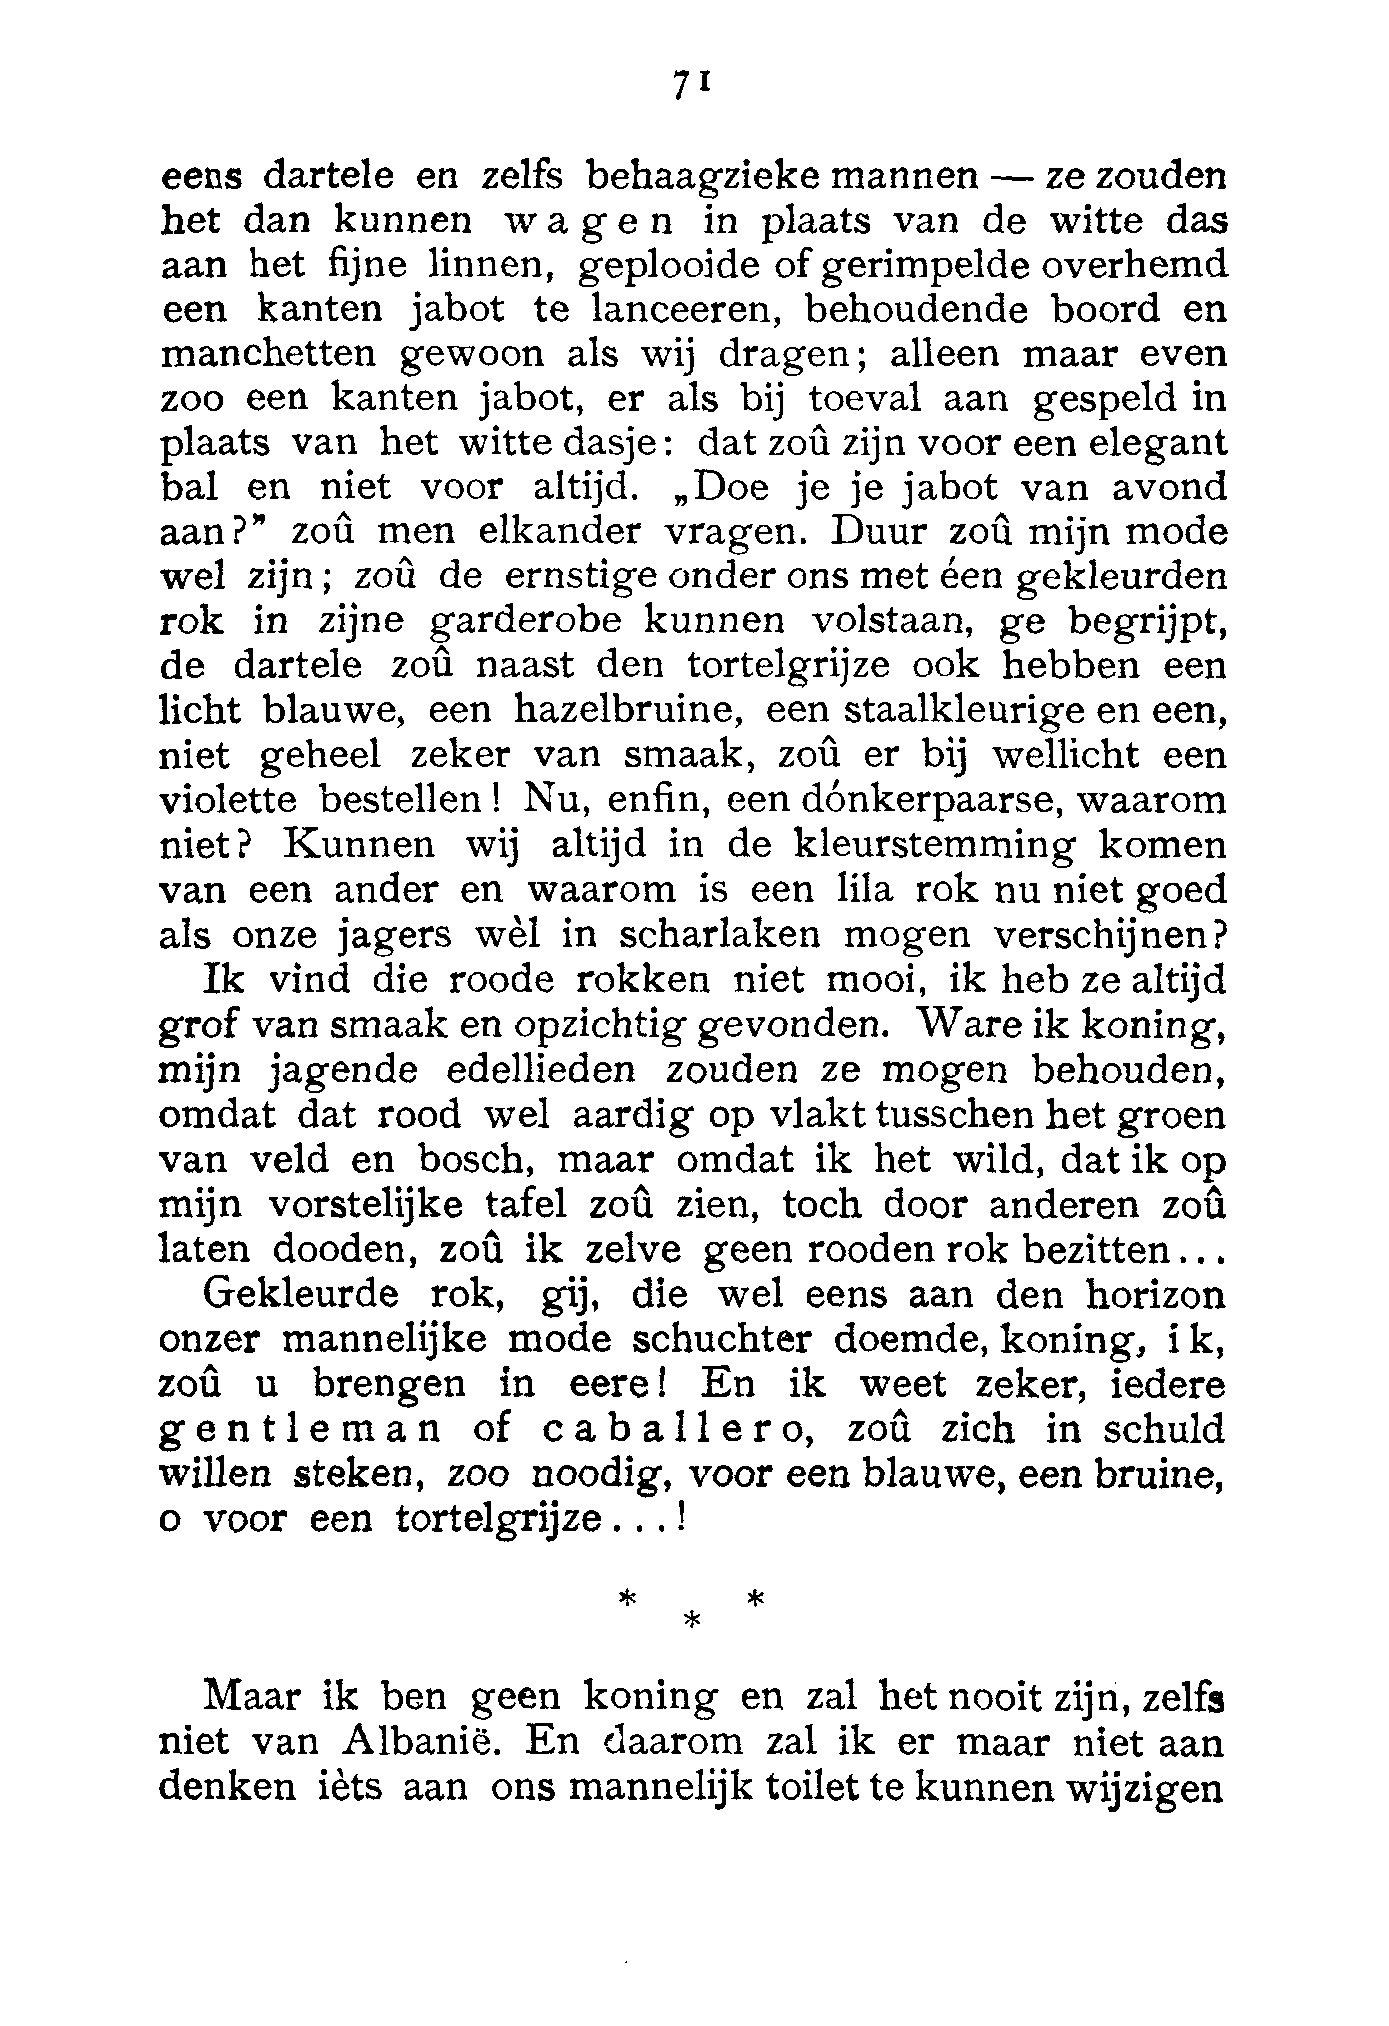 71
eens dartele en zelfs behaagzieke mannen — ze zouden
het dan kunnen w a g e n in plaats van de witte das
aan het fijne linnen, geplooide of gerimpelde overhemd
een kanten jabot te lanceeren, behoudende boord en
manchetten gewoon als wij dragen; alleen maar even
zoo een kanten jabot, er als bij toeval aan gespeld in
plaats van het witte dasje: dat zoû zijn voor een elegant
bal en niet voor altijd. „Doe je je jabot van avond
aan?” zoû men elkander vragen. Duur zoû mijn mode
wel zijn; zoû de ernstige onder ons met éen gekleurden
rok in zijne garderobe kunnen volstaan, ge begrijpt,
de dartele zoû naast den tortelgrijze ook hebben een
licht blauwe, een hazelbruine, een staalkleurige en een,
niet geheel zeker van smaak, zoû er bij wellicht een
violette bestellen! Nu, enfin, een dónkerpaarse, waarom
niet? Kunnen wij altijd in de kleurstemming komen
van een ander en waarom is een lila rok nu niet goed
als onze jagers wèl in scharlaken mogen verschijnen?
Ik vind die roode rokken niet mooi, ik heb ze altijd
grof van smaak en opzichtig gevonden. Ware ik koning,
mijn jagende edellieden zouden ze mogen behouden,
omdat dat rood wel aardig op vlakt tusschen het groen
van veld en bosch, maar omdat ik het wild, dat ik op
mijn vorstelijke tafel zoû zien, toch door anderen zoû
laten dooden, zoû ik zelve geen rooden rok bezitten...
Gekleurde rok, gij, die wel eens aan den horizon
onzer mannelijke mode schuchter doemde, koning, i k,
zoû u brengen in eere! En ik weet zeker, iedere
g e n t l e m a n of c a b a l l e r o, zoû zich in schuld
willen steken, zoo noodig, voor een blauwe, een bruine,
o voor een tortelgrijze...!
* * *
Maar ik ben geen koning en zal het nooit zijn, zelfs
niet van Albanië. En daarom zal ik er maar niet aan
denken ièts aan ons mannelijk toilet te kunnen wijzigen